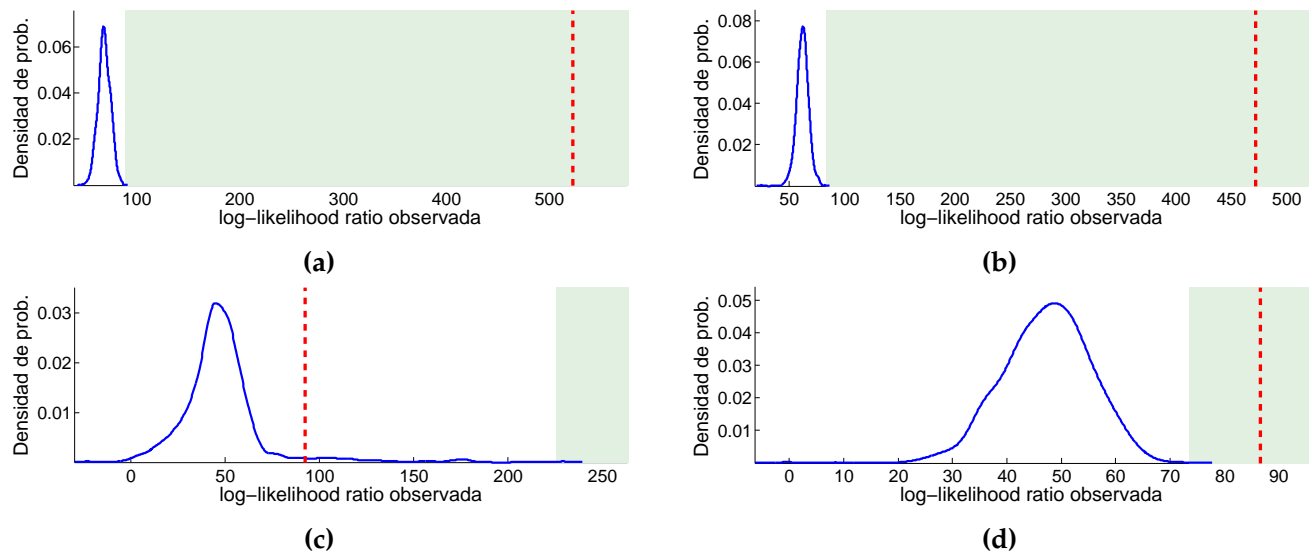 Densidad de prob.
0.06
0.04
0.02
100 200 300 400 500
log−likelihood ratio observada
(a)
Densidad de prob.
0.08
0.06
0.04
0.02
50 100 150 200 250 300 350 400 450 500
log−likelihood ratio observada
(b)
Densidad de prob.
0.03
0.02
0.01
0 50 100 150 200 250
log−likelihood ratio observada
(c)
Densidad de prob.
0.05
0.04
0.03
0.02
0.01
0 10 20 30 40 50 60 70 80 90
log−likelihood ratio observada
(d)